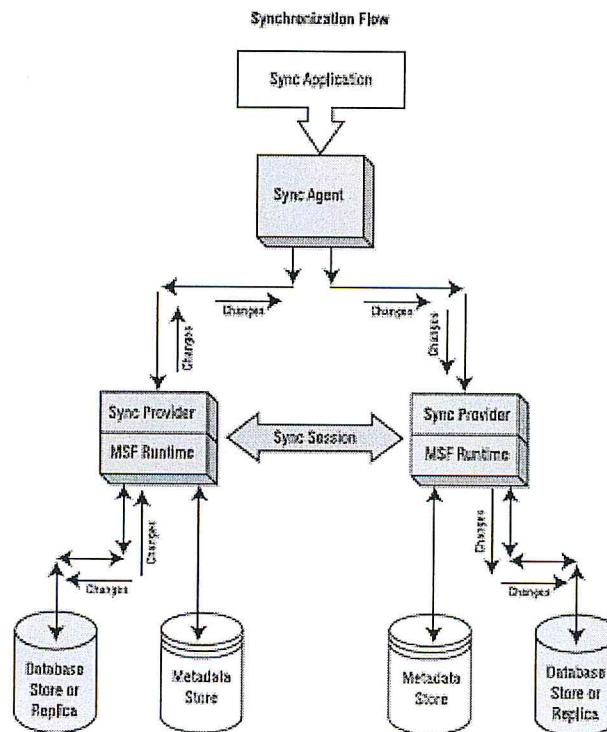 Synchronization Flow
Sync Application
Sync Agent
Changes
Changes
Changes
Changes
Sync Provider
MSF Runtime
Sync Session
Sync Provider
MSF Runtime
Changes
Changes
Changes
Changes
Database
Store or
Replica
Metadata
Store
Metadata
Store
Database
Store or
Replica